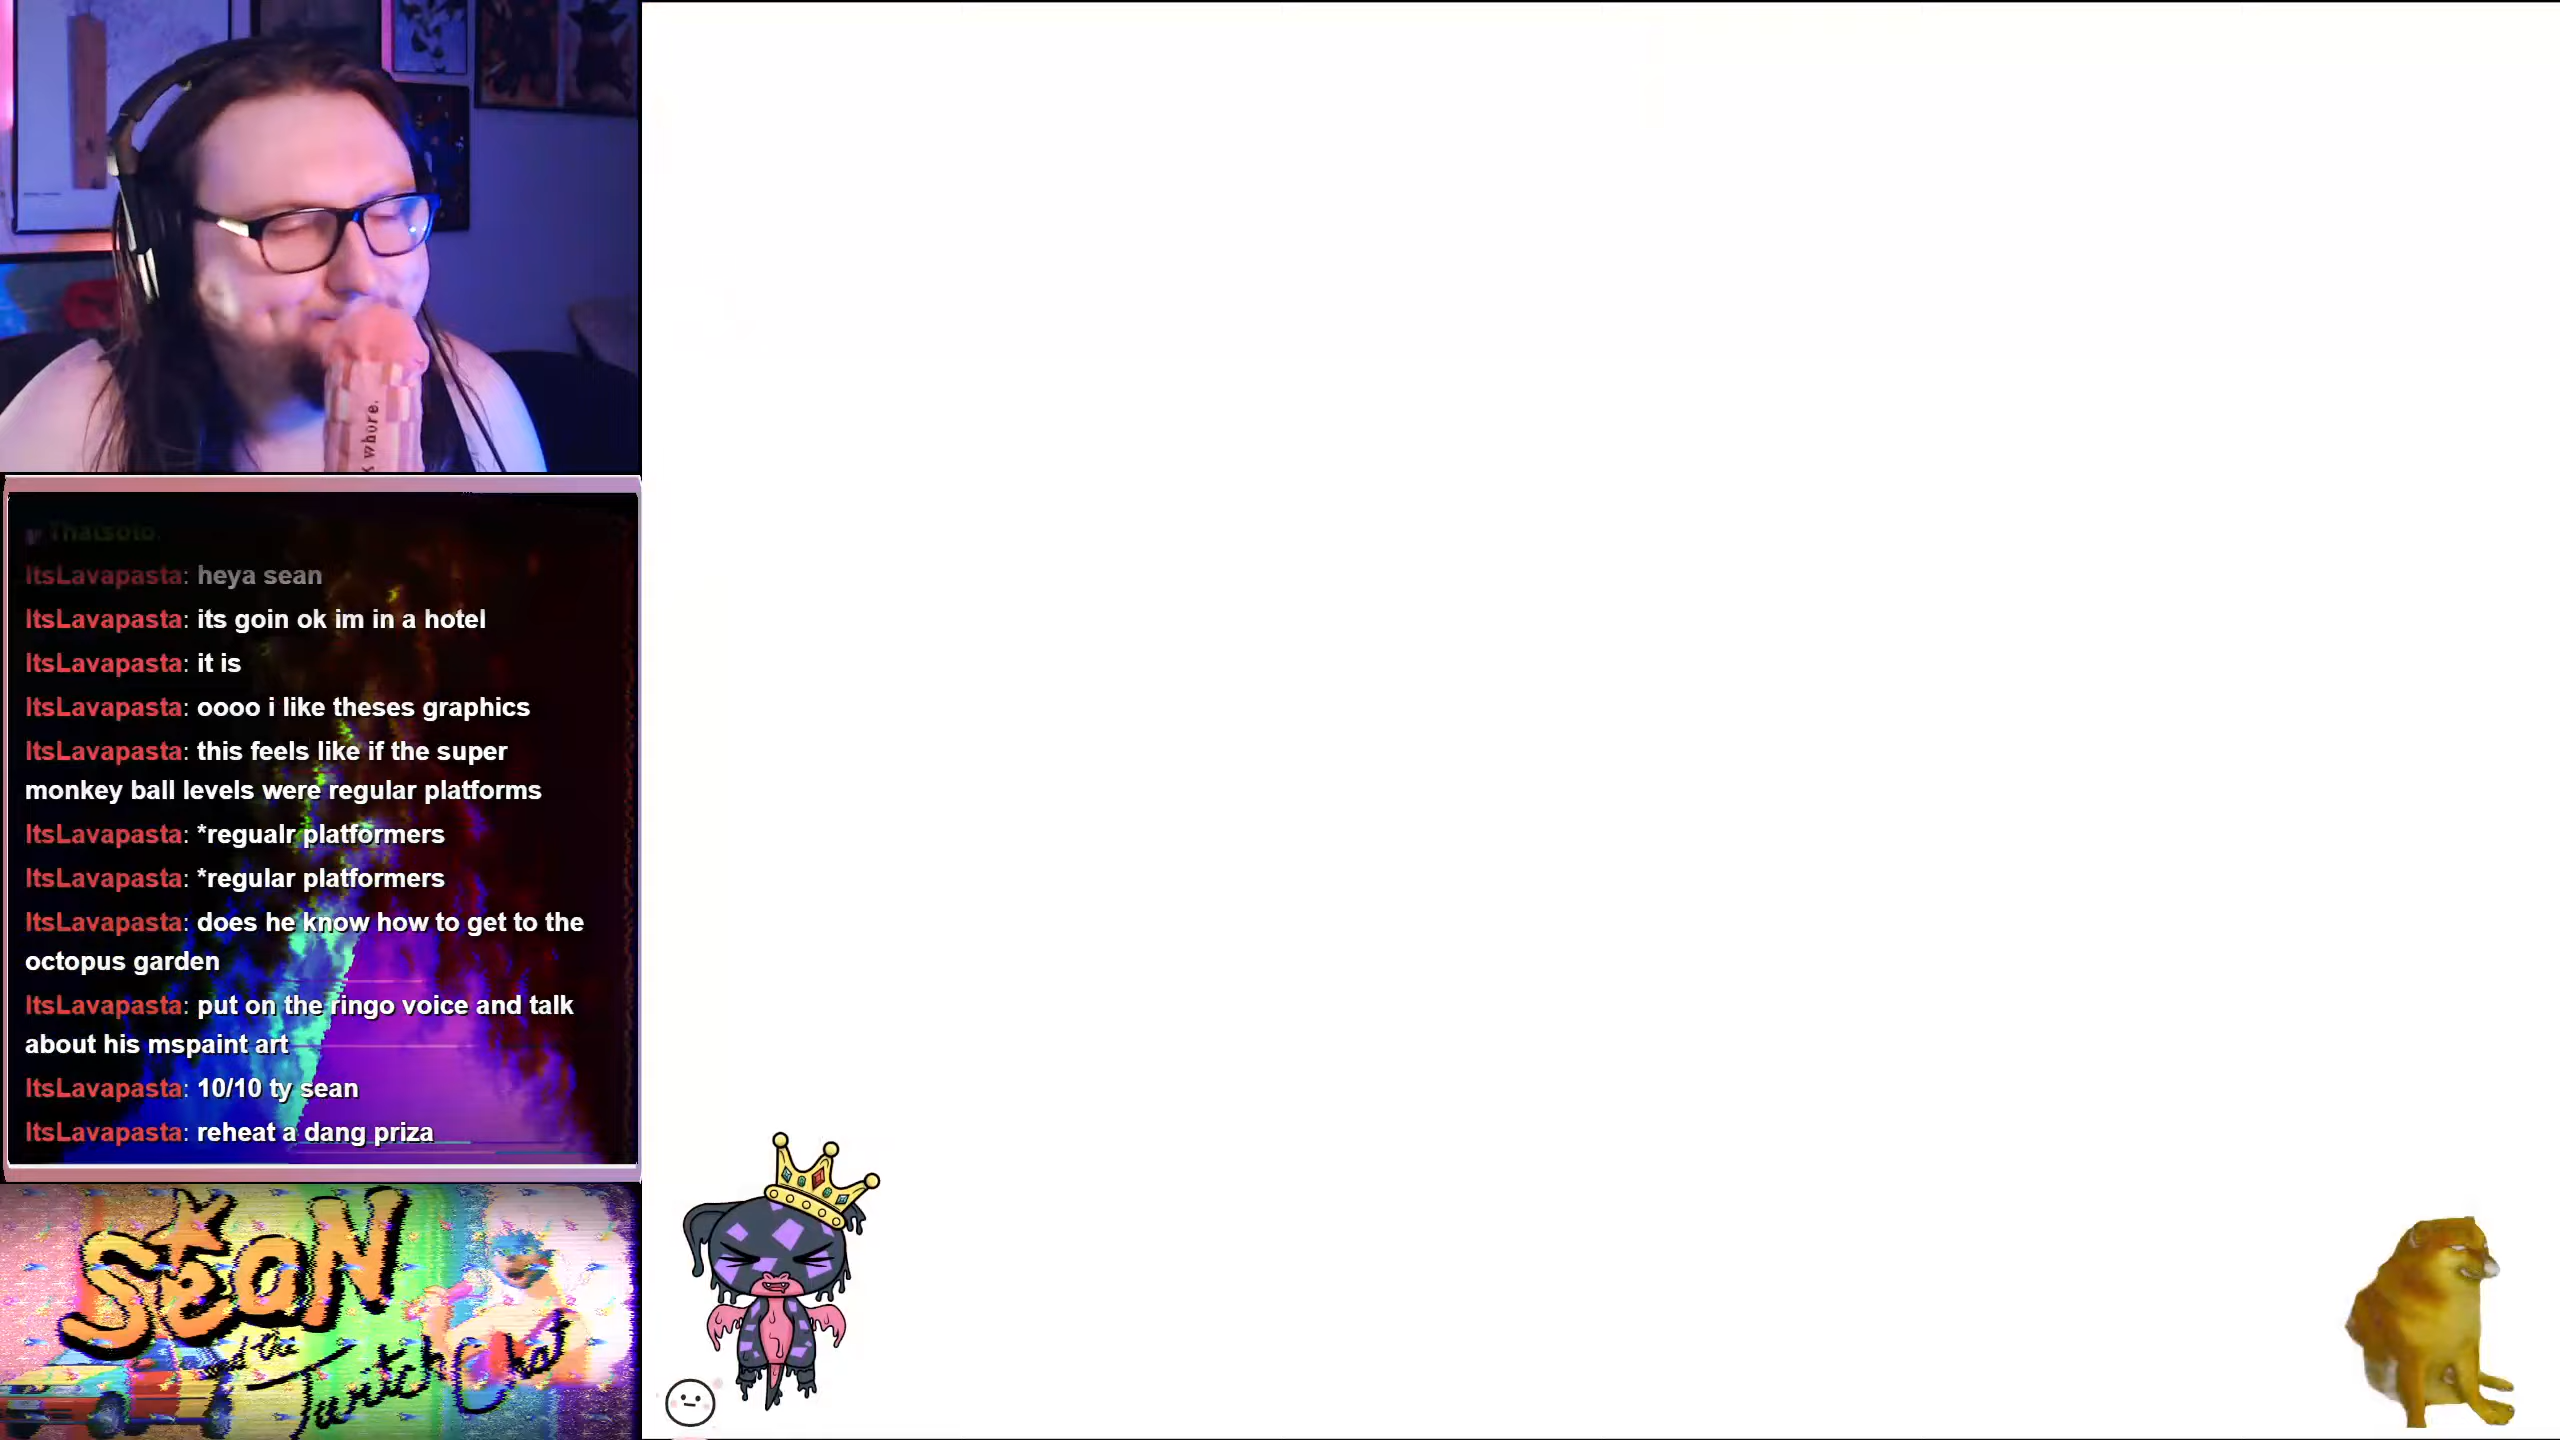 whore.
Thatsoto:
ItsLavapasta: heya sean
ItsLavapasta: its goin ok im in a hotel
ItsLavapasta: it is
ItsLavapasta: oooo i like theses graphics
ItsLavapasta: this feels like if the super
monkey ball levels were regular platforms
ItsLavapasta: *regualr platformers
ItsLavapasta: *regular platformers
ItsLavapasta: does he know how to get to the
octopus garden
ItsLavapasta: put on the ringo voice and talk
about his mspaint art
ItsLavapasta: 10/10 ty sean
ItsLavapasta: reheat a dang priza
SeaN
and the
Twitch Chat